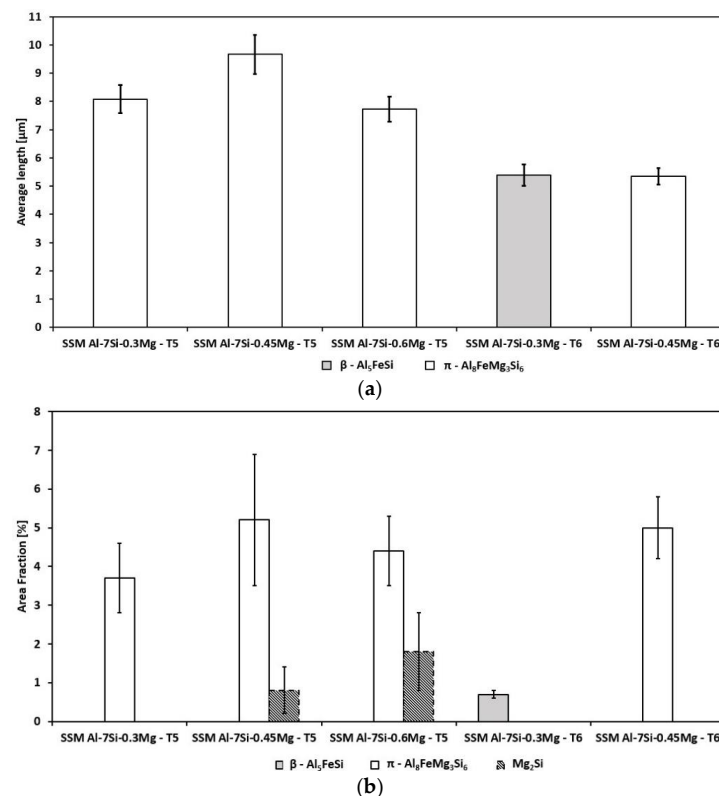 11
10
9
8
7
6
5
4
3
2
1
0
Average length [µm]
SSM Al-7Si-0.3Mg - T5 SSM Al-7Si-0.45Mg - T5 SSM Al-7Si-0.6Mg - T5 SSM Al-7Si-0.3Mg - T6 SSM Al-7Si-0.45Mg - T6
β - Al₅FeSi π - Al₈FeMg₃Si₆
(a)
8
7
6
5
4
3
2
1
0
Area Fraction [%]
SSM Al-7Si-0.3Mg - T5 SSM Al-7Si-0.45Mg - T5 SSM Al-7Si-0.6Mg - T5 SSM Al-7Si-0.3Mg - T6 SSM Al-7Si-0.45Mg - T6
β - Al₅FeSi π - Al₈FeMg₃Si₆ Mg₂Si
(b)